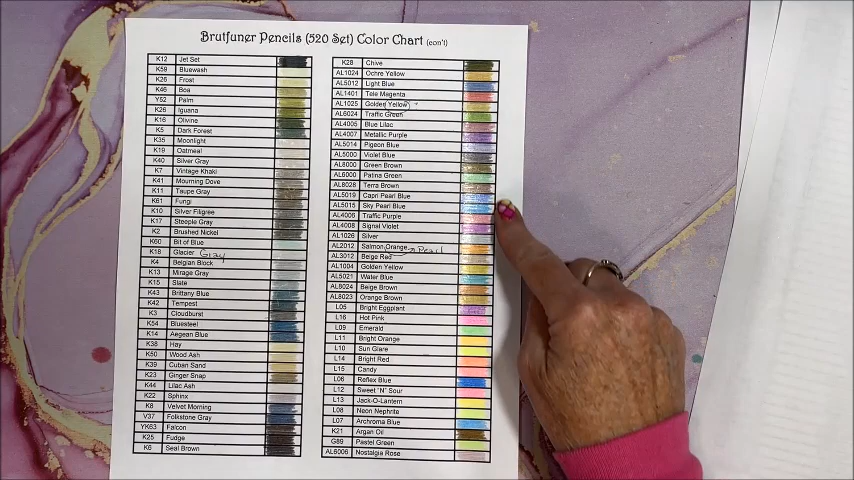 Brutfuner Pencils (520 Set) Color Chart (con't)
K12 Jet Set
K59 Bluewash
K26 Frost
K46 Boa
Y52 Palm
K26 Iguana
K16 Olivine
K5 Dark Forest
K35 Moonlight
K19 Oatmeal
K40 Silver Gray
K7 Vintage Khaki
K41 Mourning Dove
K11 Taupe Gray
K61 Fungi
K10 Silver Filigree
K17 Steeple Gray
K2 Brushed Nickel
K60 Bit of Blue
K18 Glacier Gray
K4 Belgian Block
K13 Mirage Gray
K15 Slate
K43 Brittany Blue
K42 Tempest
K3 Cloudburst
K54 Bluesteel
K14 Aegean Blue
K38 Hay
K50 Wood Ash
K39 Cuban Sand
K23 Ginger Snap
K44 Lilac Ash
K22 Sphinx
K8 Velvet Morning
V37 Folkstone Gray
YK63 Falcon
K25 Fudge
K6 Seal Brown
K28 Chive
AL1024 Ochre Yellow
AL5012 Light Blue
AL1401 Tele Magenta
AL1025 Golden Yellow
AL6024 Traffic Green
AL4005 Blue Lilac
AL4007 Metallic Purple
AL5014 Pigeon Blue
AL5000 Violet Blue
AL8000 Green Brown
AL6000 Patina Green
AL8028 Terra Brown
AL5019 Capri Pearl Blue
AL5015 Sky Pearl Blue
AL4006 Traffic Purple
AL4008 Signal Violet
AL1026 Silver
AL2012 Salmon Orange → Pearl
AL3012 Beige Red
AL1004 Golden Yellow
AL5021 Water Blue
AL8024 Beige Brown
AL8023 Orange Brown
L05 Bright Eggplant
L16 Hot Pink
L09 Emerald
L11 Bright Orange
L10 Sun Glare
L14 Bright Red
L15 Candy
L06 Reflex Blue
L12 Sweet "N" Sour
L13 Jack-O-Lantern
L08 Neon Nephrite
L07 Archroma Blue
K21 Argan Oil
G89 Pastel Green
AL5006 Nostalgia Rose